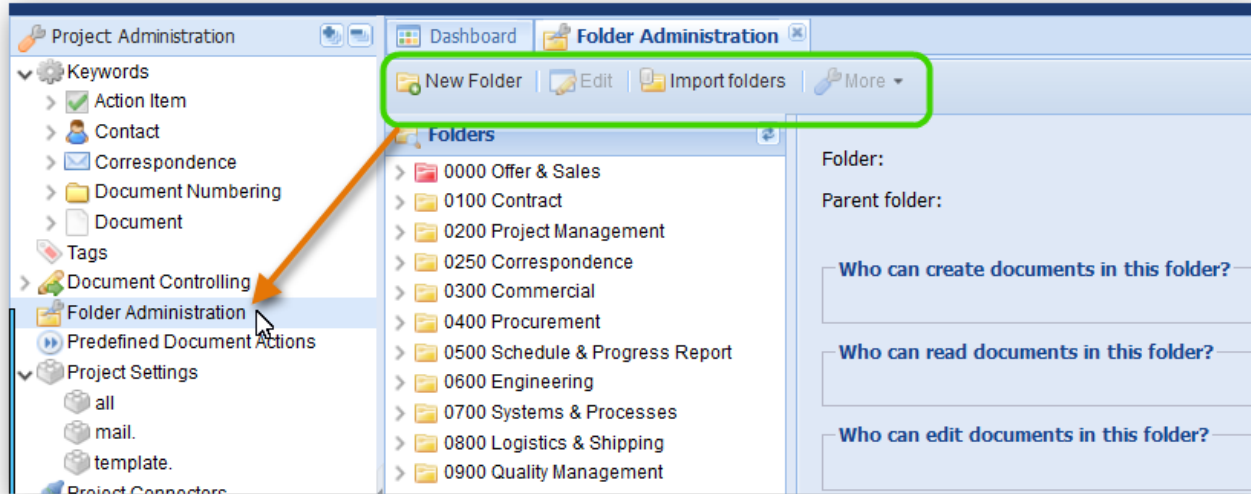 Project Administration
Keywords
Action Item
Contact
Correspondence
Document Numbering
Document
Tags
Document Controlling
Folder Administration
Predefined Document Actions
Project Settings
all
mail.
template.
Project Connectors
Dashboard
Folder Administration
New Folder
Edit
Import folders
More
Folders
0000 Offer & Sales
0100 Contract
0200 Project Management
0250 Correspondence
0300 Commercial
0400 Procurement
0500 Schedule & Progress Report
0600 Engineering
0700 Systems & Processes
0800 Logistics & Shipping
0900 Quality Management
Folder:
Parent folder:
Who can create documents in this folder?
Who can read documents in this folder?
Who can edit documents in this folder?